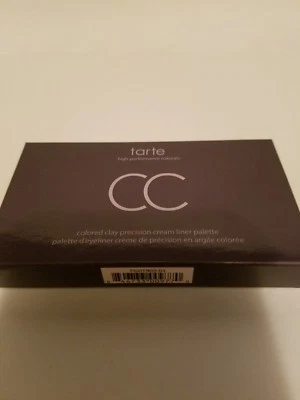 tarte
high-performance naturals
CC
colored clay precision cream liner palette
palette d'eyeliner crème de précision en argile colorée